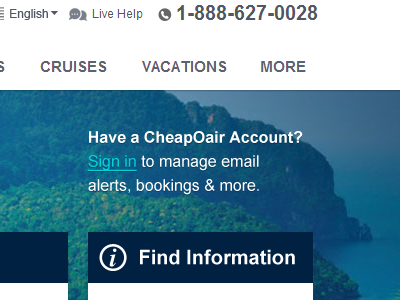 English Live Help 1-888-627-0028
S CRUISES VACATIONS MORE
Have a CheapOair Account?
Sign in to manage email
alerts, bookings & more.
i Find Information